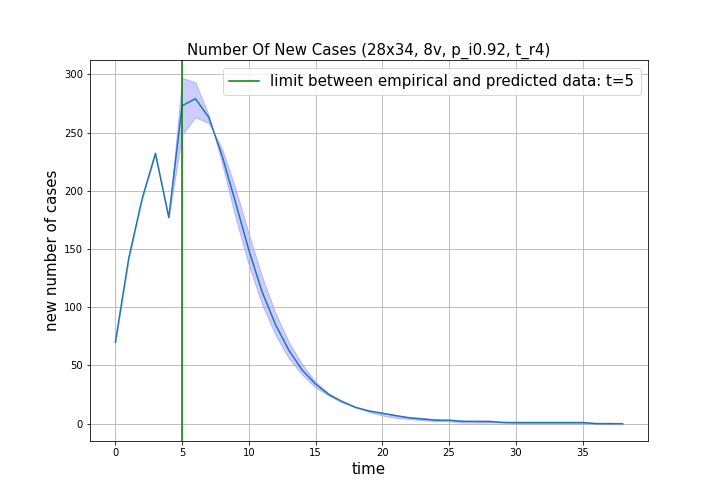 Number Of New Cases (28x34, 8v, p_i0.92, t_r4)
limit between empirical and predicted data: t=5
300
250
200
150
100
50
0
new number of cases
0 5 10 15 20 25 30 35
time